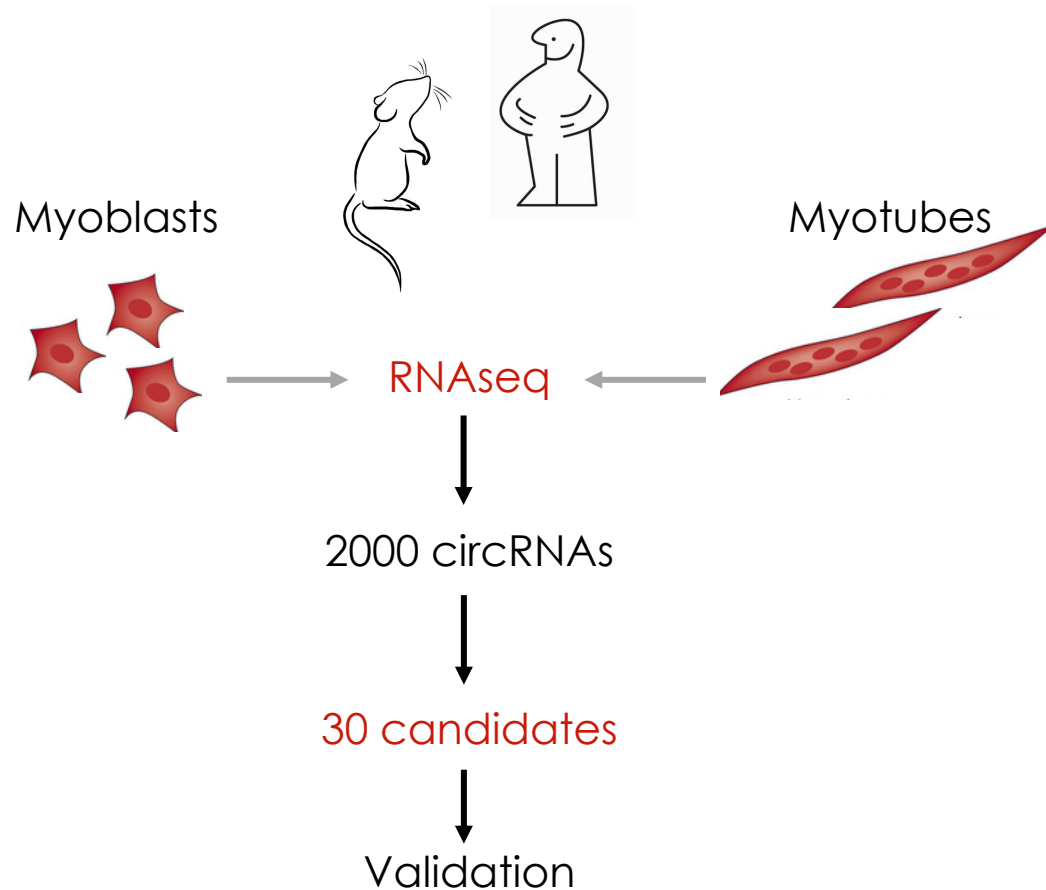 Myoblasts
Myotubes
RNAseq
2000 circRNAs
30 candidates
Validation